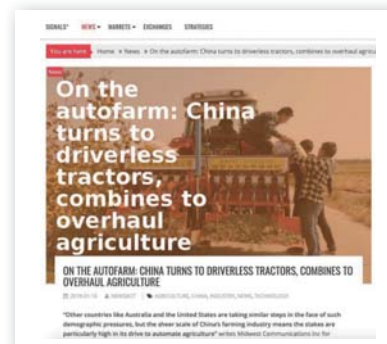 SIGNALS* NEWS MARKETS EXCHANGES STRATEGIES
You are here Home » News » On the autofarm: China turns to driverless tractors, combines to overhaul
News
On the
autofarm: China
turns to
driverless
tractors,
combines to
overhaul
agriculture
ON THE AUTOFARM: CHINA TURNS TO DRIVERLESS TRACTORS, COMBINES TO
OVERHAUL AGRICULTURE
NEWSBOT | AGRICULTURE, CHINA, INDUSTRY, NEWS, TECHNOLOGY
"Other countries like Australia and the United States are taking similar steps in the face of such
demographic pressures, but the sheer scale of China's farming industry means the stakes are
particularly high in its drive to automate agriculture" writes Midwest Communications Inc for